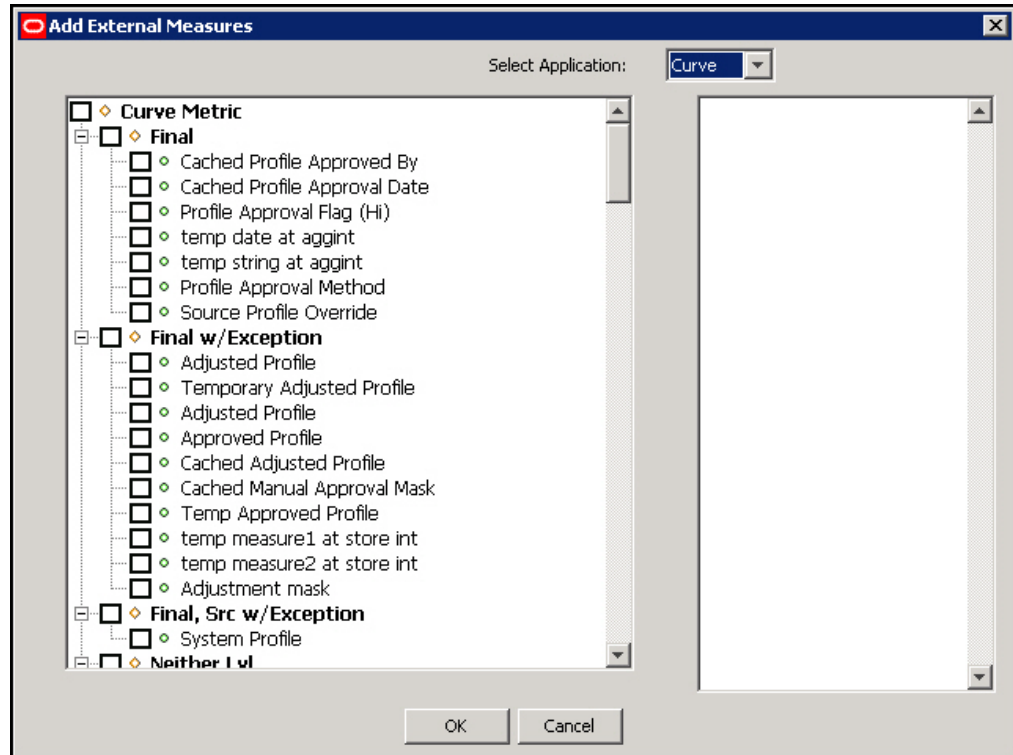 Add External Measures
Select Application: Curve
Curve Metric
Final
Cached Profile Approved By
Cached Profile Approval Date
Profile Approval Flag (Hi)
temp date at aggint
temp string at aggint
Profile Approval Method
Source Profile Override
Final w/Exception
Adjusted Profile
Temporary Adjusted Profile
Adjusted Profile
Approved Profile
Cached Adjusted Profile
Cached Manual Approval Mask
Temp Approved Profile
temp measure1 at store int
temp measure2 at store int
Adjustment mask
Final, Src w/Exception
System Profile
Neither Lvl
OK Cancel